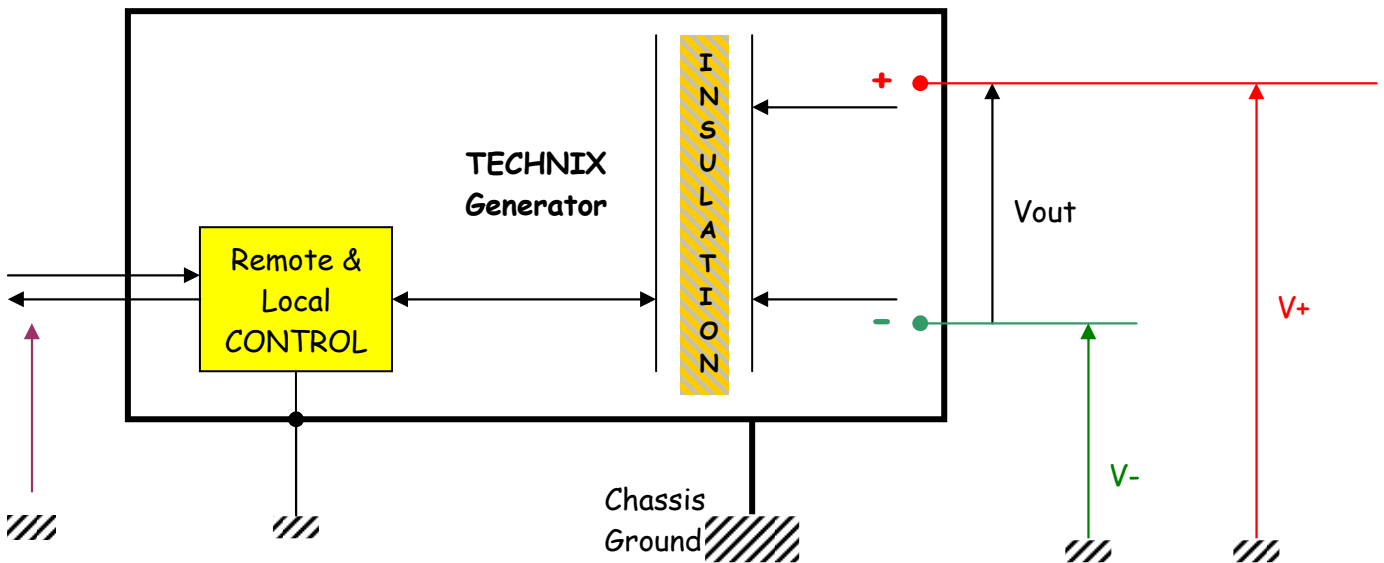 TECHNIX
Generator
Remote &
Local
CONTROL
I
N
S
U
L
A
T
I
O
N
+
-
Vout
V+
V-
Chassis
Ground